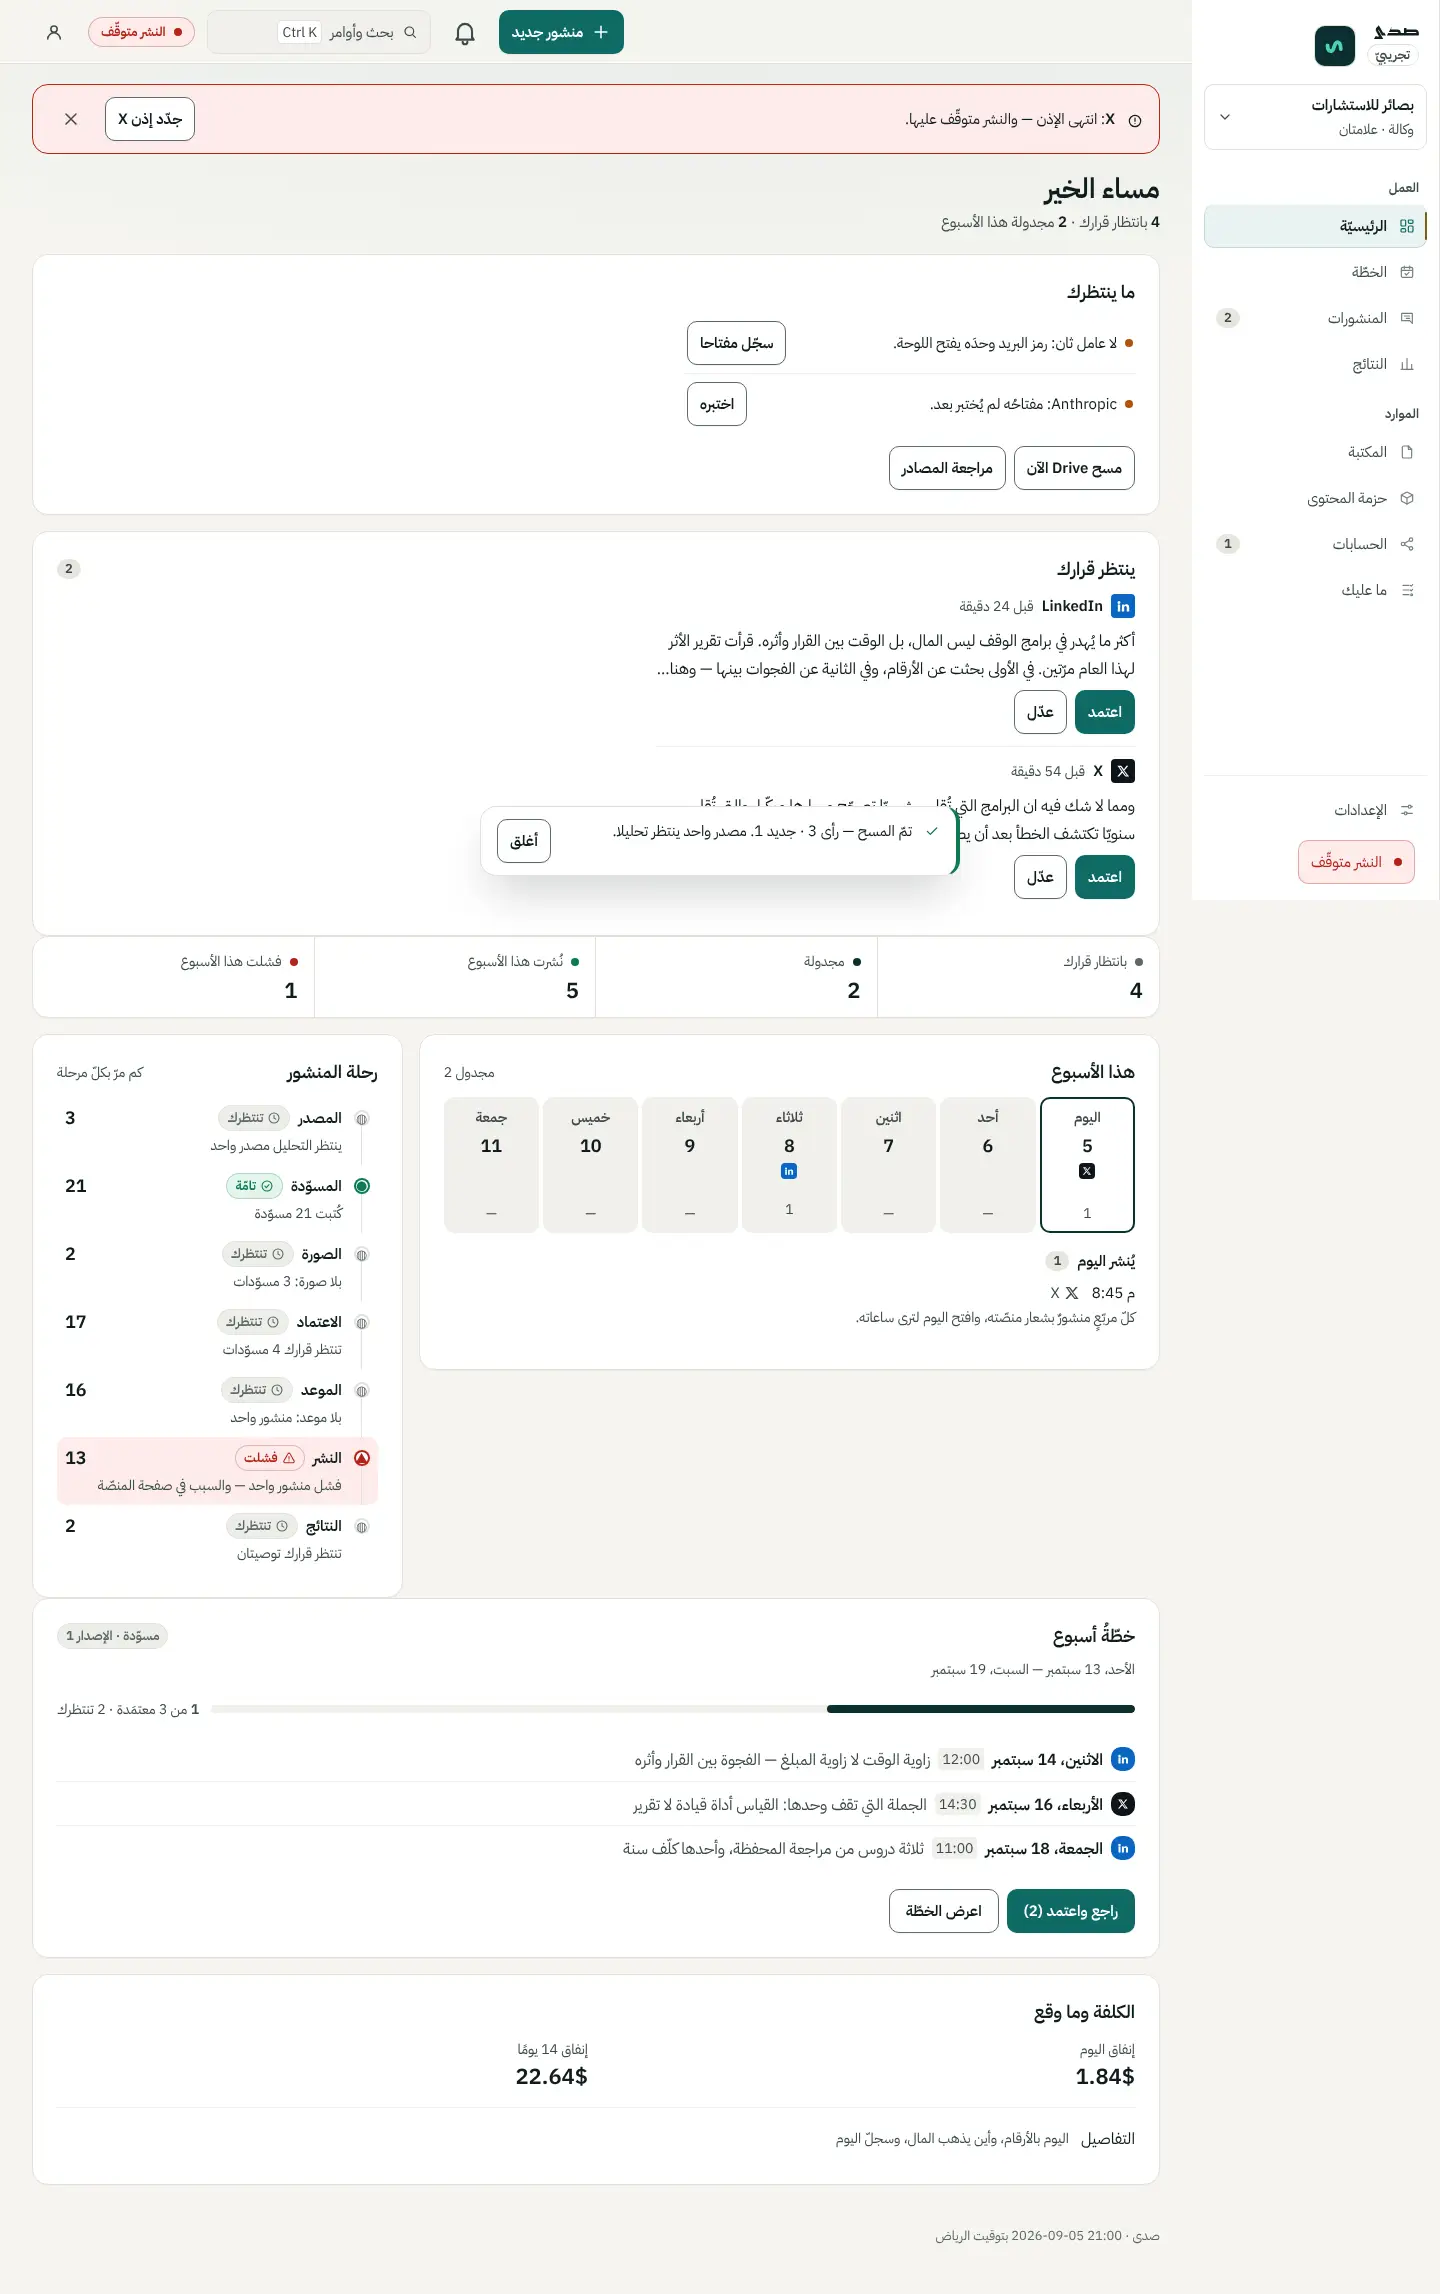 صدى
تجريبيّ
بصائر للاستشارات
وكالة · علامتان
العمل
الرئيسيّة
الخطّة
المنشورات 2
النتائج
الموارد
المكتبة
حزمة المحتوى
الحسابات 1
ما عليك
الإعدادات
النشر متوقّف
منشور جديد
بحث وأوامر Ctrl K
النشر متوقّف
X: انتهى الإذن — والنشر متوقّف عليها.
جدّد إذن X
مساء الخير
4 بانتظار قرارك · 2 مجدولة هذا الأسبوع
ما ينتظرك
لا عامل ثان: رمز البريد وحدَه يفتح اللوحة.
سجّل مفتاحا
Anthropic: مفتاحُه لم يُختبر بعد.
اختبره
مسح Drive الآن
مراجعة المصادر
ينتظر قرارك 2
LinkedIn قبل 24 دقيقة
أكثر ما يُهدر في برامج الوقف ليس المال، بل الوقت بين القرار وأثره. قرأت تقرير الأثر
لهذا العام مرّتين. في الأولى بحثت عن الأرقام، وفي الثانية عن الفجوات بينها — وهنا…
اعتمد
عدّل
X قبل 54 دقيقة
ومما لا شك فيه ان البرامج التي
سنويّا تكتشف الخطأ بعد أن
تمّ المسح — رأى 3 · جديد 1. مصدر واحد ينتظر تحليلا.
أغلق
اعتمد
عدّل
بانتظار قرارك
4
مجدولة
2
نُشرت هذا الأسبوع
5
فشلت هذا الأسبوع
1
هذا الأسبوع
مجدول 2
اليوم
5
1
أحد
6
—
اثنين
7
—
ثلاثاء
8
1
أربعاء
9
—
خميس
10
—
جمعة
11
—
يُنشر اليوم 1
8:45 م X
كلّ مربّعٍ منشورٌ بشعار منصّته، وافتح اليوم لترى ساعاته.
رحلة المنشور
كم مرّ بكلّ مرحلة
المصدر تنتظرك 3
ينتظر التحليل مصدر واحد
المسوّدة تامّة 21
كُتبت 21 مسوّدة
الصورة تنتظرك 2
بلا صورة: 3 مسوّدات
الاعتماد تنتظرك 17
تنتظر قرارك 4 مسوّدات
الموعد تنتظرك 16
بلا موعد: منشور واحد
النشر فشلت 13
فشل منشور واحد — والسبب في صفحة المنصّة
النتائج تنتظرك 2
تنتظر قرارك توصيتان
خطّةُ أسبوع
مسوّدة · الإصدار 1
الأحد، 13 سبتمبر — السبت، 19 سبتمبر
1 من 3 معتمَدة · 2 تنتظرك
الاثنين، 14 سبتمبر 12:00 زاوية الوقت لا زاوية المبلغ — الفجوة بين القرار وأثره
الأربعاء، 16 سبتمبر 14:30 الجملة التي تقف وحدها: القياس أداة قيادة لا تقرير
الجمعة، 18 سبتمبر 11:00 ثلاثة دروس من مراجعة المحفظة، وأحدها كلّف سنة
راجع واعتمد (2)
اعرض الخطّة
الكلفة وما وقع
إنفاق اليوم
1.84$
إنفاق 14 يومًا
22.64$
التفاصيل اليوم بالأرقام، وأين يذهب المال، وسجلّ اليوم
صدى · 21:00 2026-09-05 بتوقيت الرياض